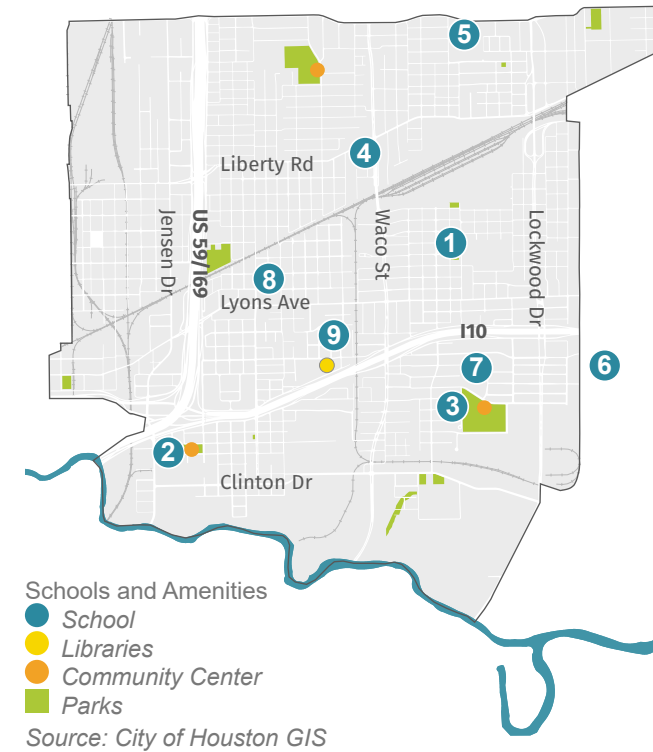 5
4
Liberty Rd
Jensen Dr
US 59/I69
Waco St
1
Lockwood Dr
8
Lyons Ave
9
I10
7
6
3
2
Clinton Dr
Schools and Amenities
School
Libraries
Community Center
Parks
Source: City of Houston GIS